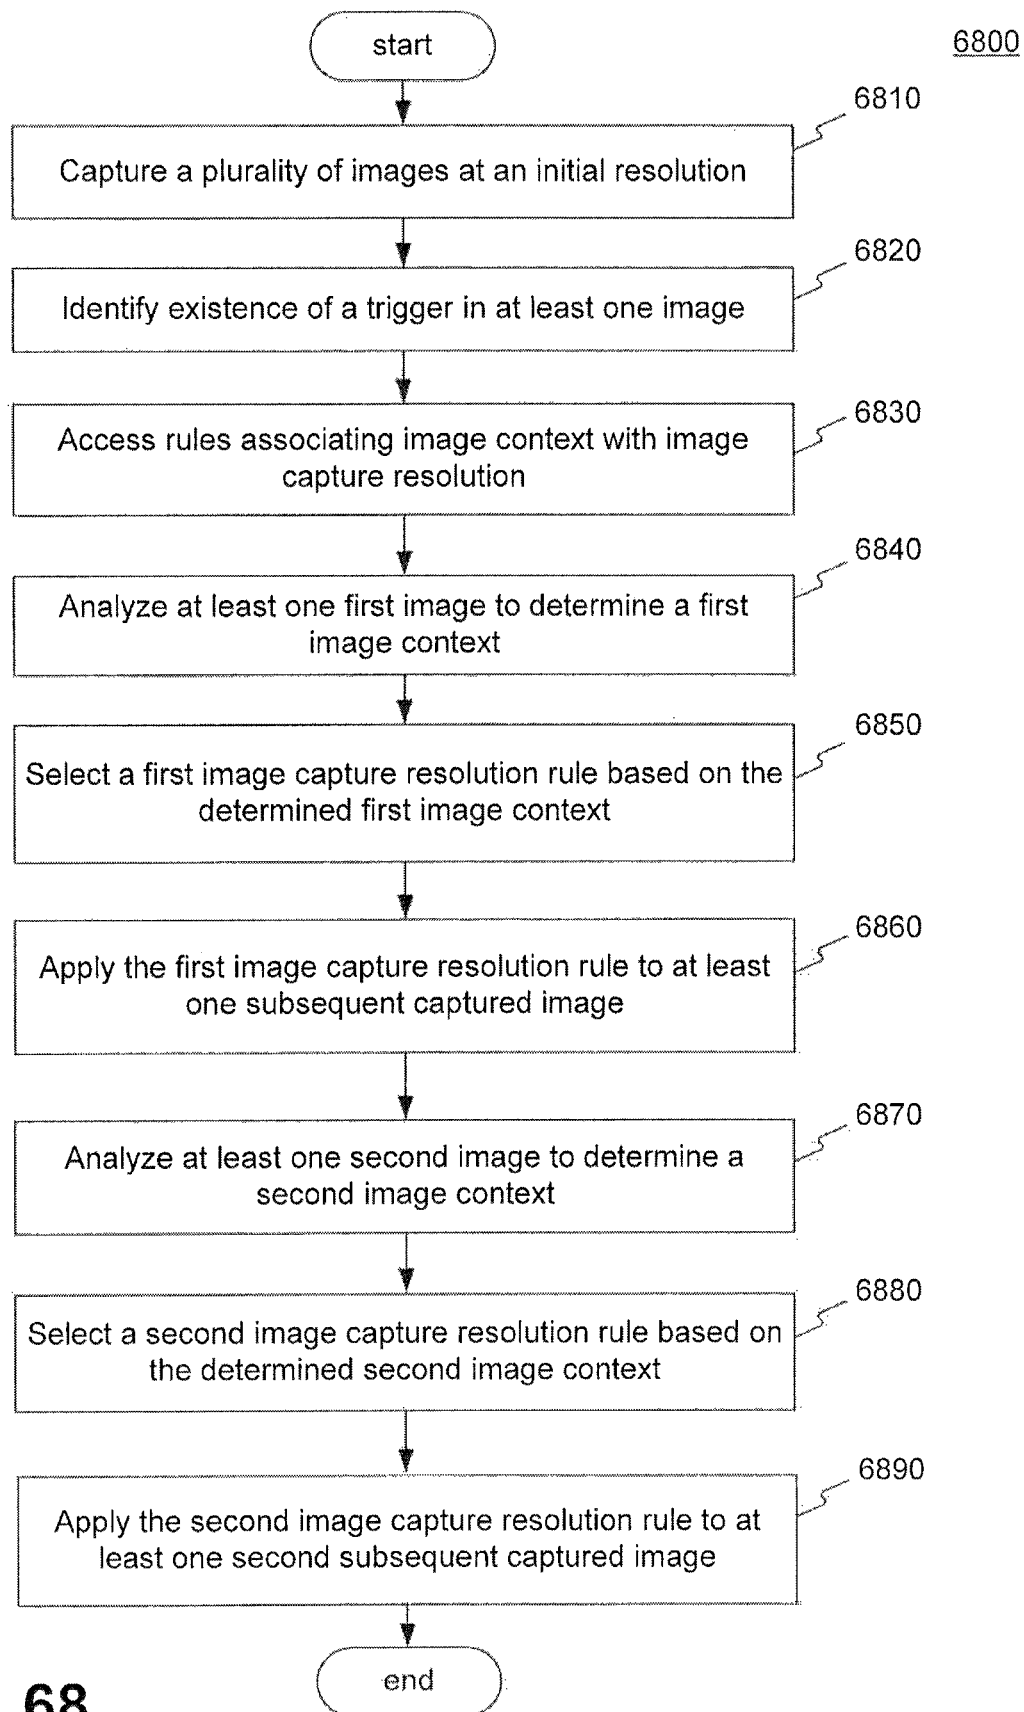 start
6800
6810
Capture a plurality of images at an initial resolution
6820
Identify existence of a trigger in at least one image
6830
Access rules associating image context with image
capture resolution
6840
Analyze at least one first image to determine a first
image context
6850
Select a first image capture resolution rule based on the
determined first image context
6860
Apply the first image capture resolution rule to at least
one subsequent captured image
6870
Analyze at least one second image to determine a
second image context
6880
Select a second image capture resolution rule based on
the determined second image context
6890
Apply the second image capture resolution rule to at
least one second subsequent captured image
end
68